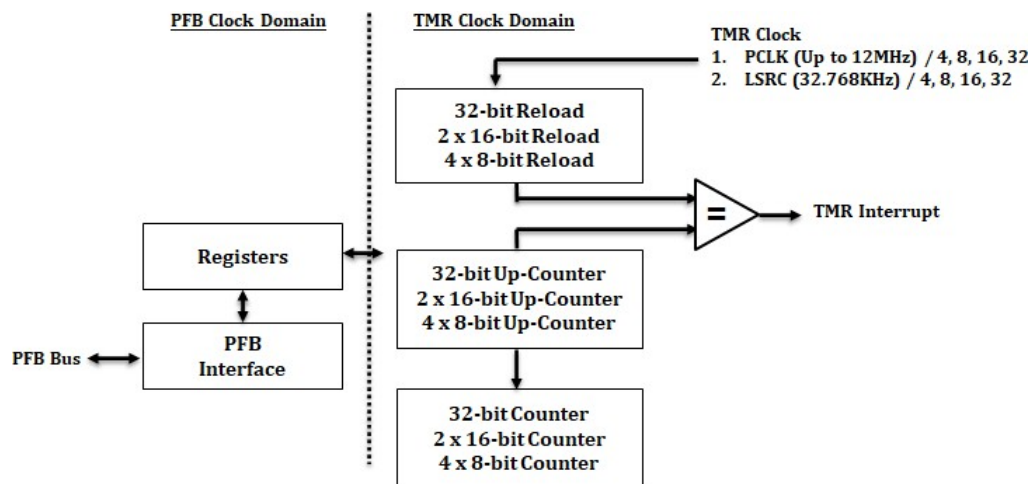 PFB Clock Domain
TMR Clock Domain
TMR Clock
1. PCLK (Up to 12MHz) / 4, 8, 16, 32
2. LSRC (32.768KHz) / 4, 8, 16, 32
32-bit Reload
2 x 16-bit Reload
4 x 8-bit Reload
=
TMR Interrupt
Registers
32-bit Up-Counter
2 x 16-bit Up-Counter
4 x 8-bit Up-Counter
PFB Bus
PFB
Interface
32-bit Counter
2 x 16-bit Counter
4 x 8-bit Counter